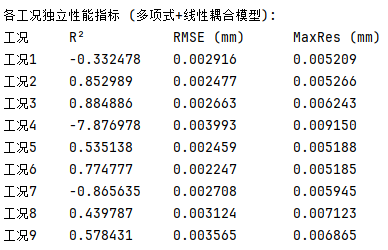 各工况独立性能指标 (多项式+线性耦合模型):
工况 R² RMSE (mm) MaxRes (mm)
工况1 -0.332478 0.002916 0.005209
工况2 0.852989 0.002477 0.005266
工况3 0.884886 0.002663 0.006243
工况4 -7.876978 0.003993 0.009150
工况5 0.535138 0.002459 0.005188
工况6 0.774777 0.002247 0.005185
工况7 -0.865635 0.002708 0.005945
工况8 0.439787 0.003124 0.007123
工况9 0.578431 0.003565 0.006865